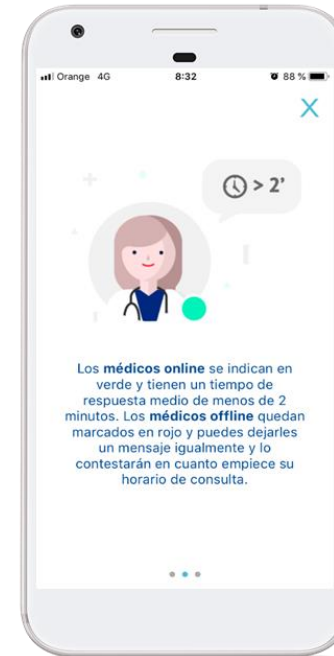 Orange 4G 8:32 88 %
> 2'
Los médicos online se indican en
verde y tienen un tiempo de
respuesta medio de menos de 2
minutos. Los médicos offline quedan
marcados en rojo y puedes dejarles
un mensaje igualmente y lo
contestarán en cuanto empiece su
horario de consulta.